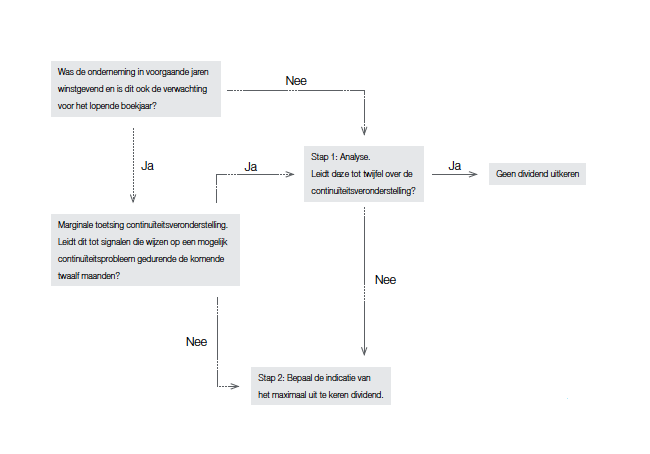 Was de onderneming in voorgaande jaren
winstgevend en is dit ook de verwachting
voor het lopende boekjaar?
Nee
Ja
Stap 1: Analyse.
Leidt deze tot twijfel over de
continuïteitsveronderstelling?
Ja
Ja
Geen dividend uitkeren
Marginale toetsing continuïteitsveronderstelling.
Leidt dit tot signalen die wijzen op een mogelijk
continuïteitsprobleem gedurende de komende
twaalf maanden?
Nee
Nee
Stap 2: Bepaal de indicatie van
het maximaal uit te keren dividend.